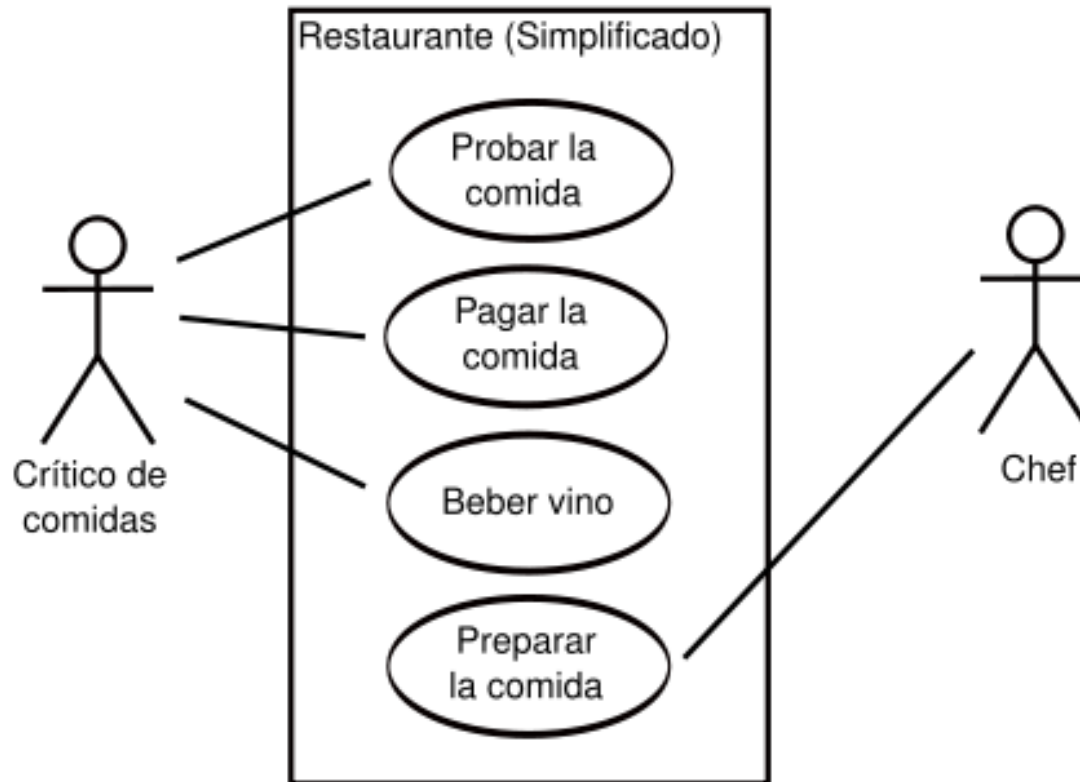 Restaurante (Simplificado)
Probar la
comida
Pagar la
comida
Beber vino
Preparar
la comida
Crítico de
comidas
Chef